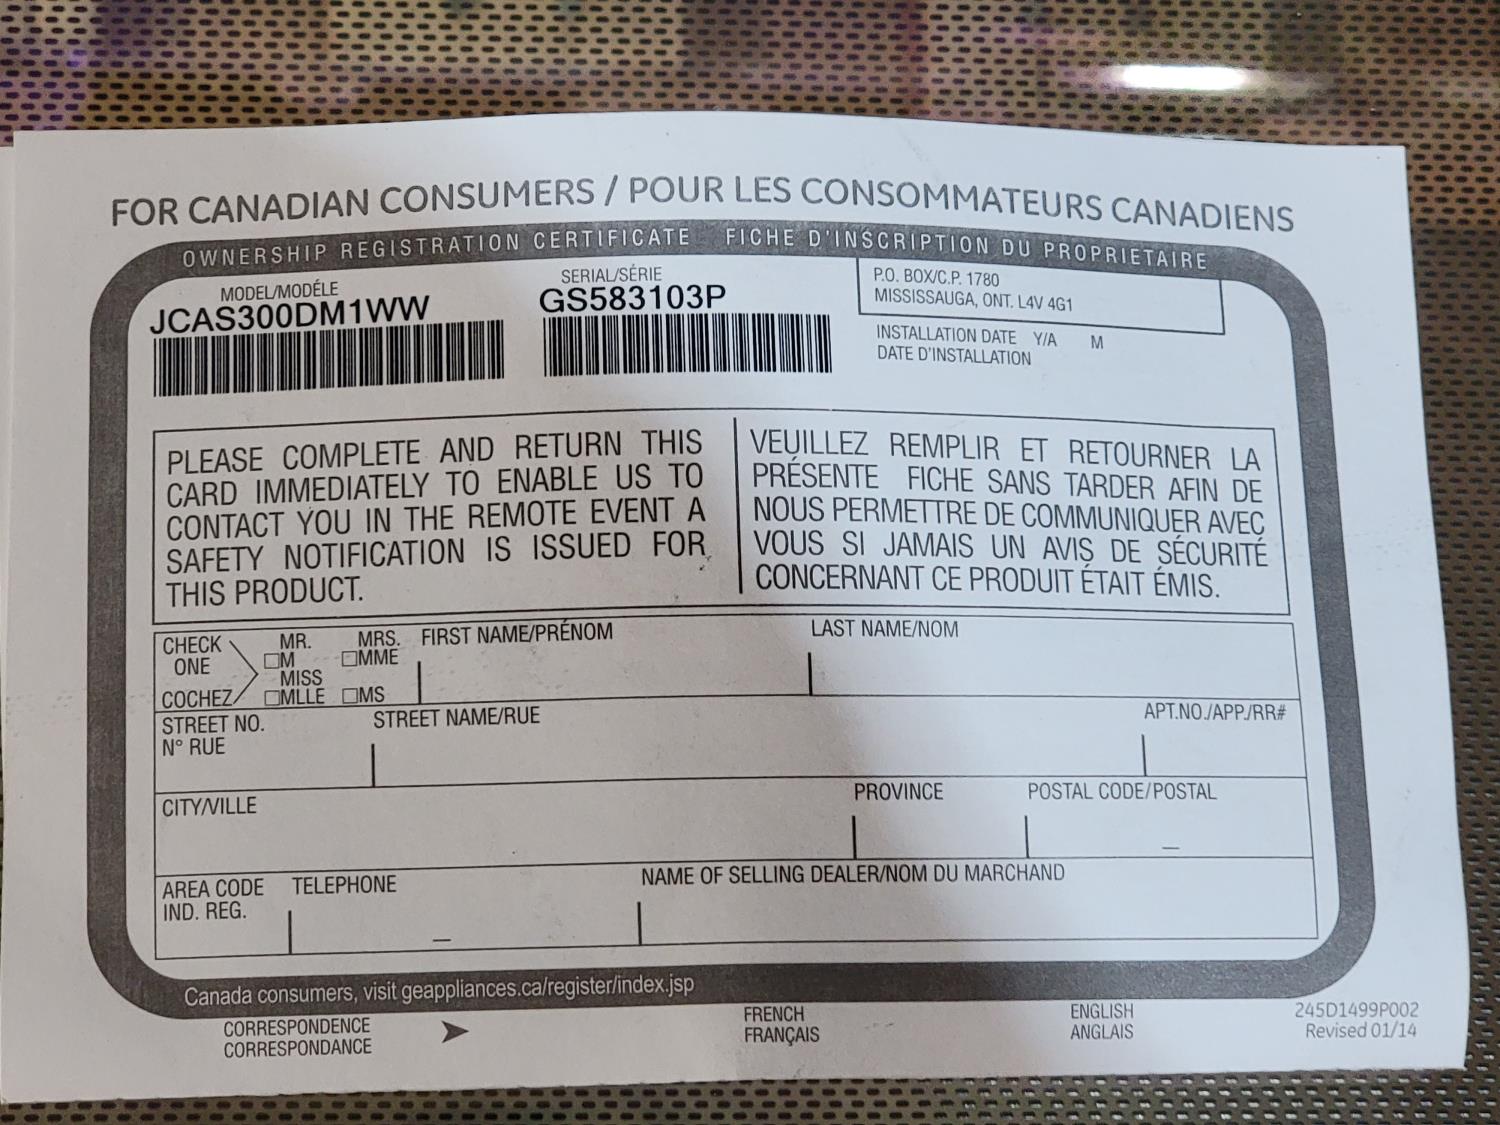 FOR CANADIAN CONSUMERS / POUR LES CONSOMMATEURS CANADIENS
OWNERSHIP REGISTRATION CERTIFICATE FICHE D'INSCRIPTION DU PROPRIETAIRE
MODEL/MODÉLE
JCAS300DM1WW
SERIAL/SÉRIE
GS583103P
P.O. BOX/C.P. 1780
MISSISSAUGA, ONT. L4V 4G1
INSTALLATION DATE Y/A M
DATE D'INSTALLATION
PLEASE COMPLETE AND RETURN THIS
CARD IMMEDIATELY TO ENABLE US TO
CONTACT YOU IN THE REMOTE EVENT A
SAFETY NOTIFICATION IS ISSUED FOR
THIS PRODUCT.
VEUILLEZ REMPLIR ET RETOURNER LA
PRÉSENTE FICHE SANS TARDER AFIN DE
NOUS PERMETTRE DE COMMUNIQUER AVEC
VOUS SI JAMAIS UN AVIS DE SÉCURITÉ
CONCERNANT CE PRODUIT ÉTAIT ÉMIS.
CHECK
ONE
COCHEZ
MR.
☐M
MISS
☐MLLE
MRS.
☐MME
☐MS
FIRST NAME/PRÉNOM
LAST NAME/NOM
STREET NO.
N° RUE
STREET NAME/RUE
APT.NO./APP./RR#
CITY/VILLE
PROVINCE
POSTAL CODE/POSTAL
–
AREA CODE
IND. REG.
TELEPHONE
–
NAME OF SELLING DEALER/NOM DU MARCHAND
Canada consumers, visit geappliances.ca/register/index.jsp
CORRESPONDENCE
CORRESPONDANCE
➤
FRENCH
FRANÇAIS
ENGLISH
ANGLAIS
245D1499P002
Revised 01/14